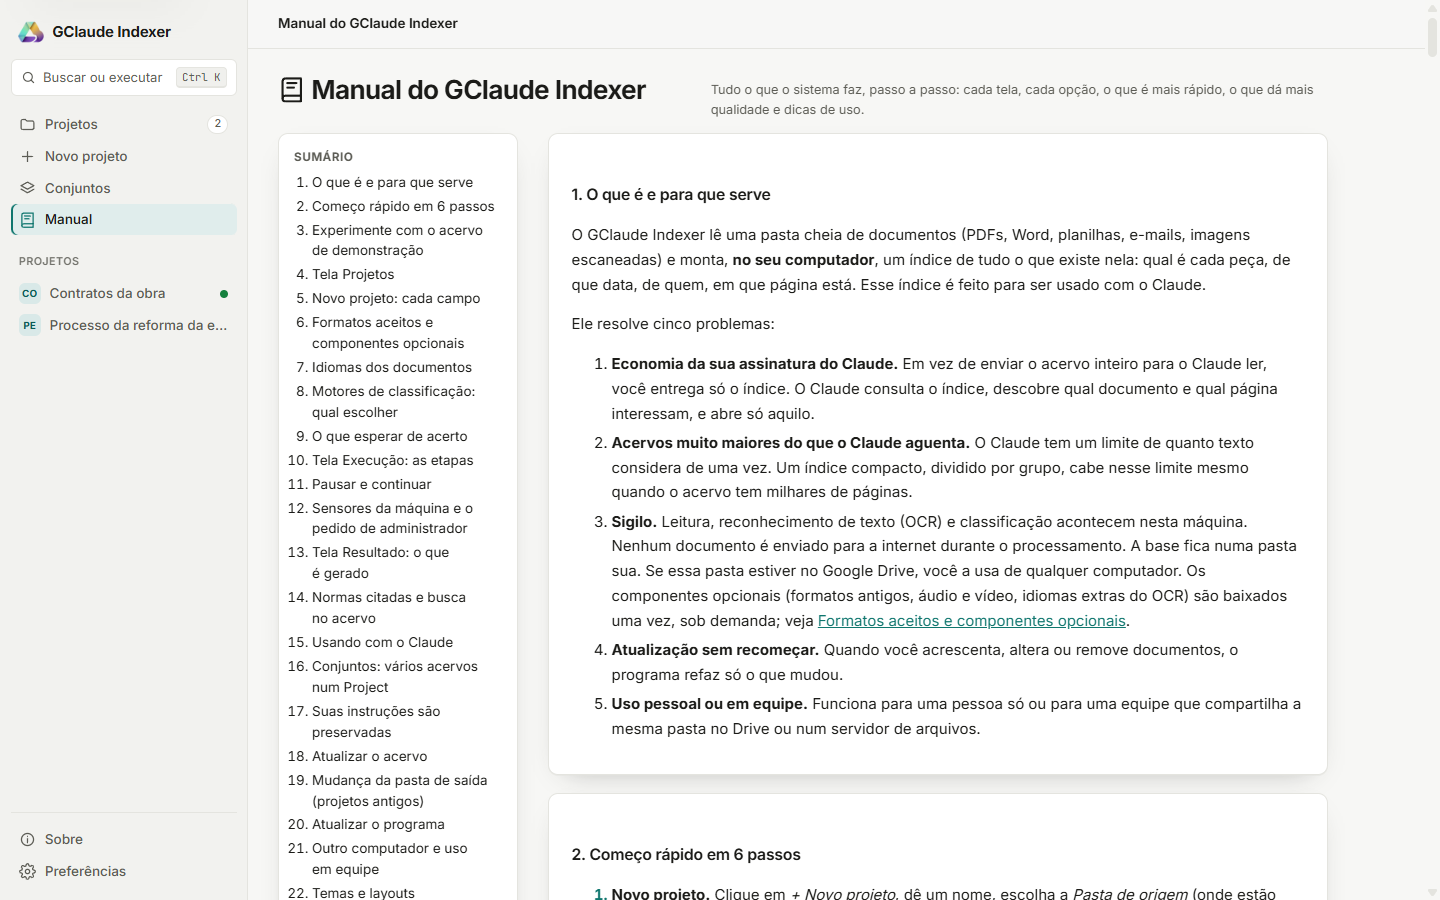 GClaude Indexer
Buscar ou executar Ctrl K
Projetos 2
Novo projeto
Conjuntos
Manual
PROJETOS
CO Contratos da obra
PE Processo da reforma da e...
Sobre
Preferências
Manual do GClaude Indexer
Manual do GClaude Indexer
Tudo o que o sistema faz, passo a passo: cada tela, cada opção, o que é mais rápido, o que dá mais
qualidade e dicas de uso.
SUMÁRIO
1. O que é e para que serve
2. Começo rápido em 6 passos
3. Experimente com o acervo
de demonstração
4. Tela Projetos
5. Novo projeto: cada campo
6. Formatos aceitos e
componentes opcionais
7. Idiomas dos documentos
8. Motores de classificação:
qual escolher
9. O que esperar de acerto
10. Tela Execução: as etapas
11. Pausar e continuar
12. Sensores da máquina e o
pedido de administrador
13. Tela Resultado: o que
é gerado
14. Normas citadas e busca
no acervo
15. Usando com o Claude
16. Conjuntos: vários acervos
num Project
17. Suas instruções são
preservadas
18. Atualizar o acervo
19. Mudança da pasta de saída
(projetos antigos)
20. Atualizar o programa
21. Outro computador e uso
em equipe
22. Temas e layouts
1. O que é e para que serve
O GClaude Indexer lê uma pasta cheia de documentos (PDFs, Word, planilhas, e-mails, imagens
escaneadas) e monta, no seu computador, um índice de tudo o que existe nela: qual é cada peça, de
que data, de quem, em que página está. Esse índice é feito para ser usado com o Claude.
Ele resolve cinco problemas:
1. Economia da sua assinatura do Claude. Em vez de enviar o acervo inteiro para o Claude ler,
você entrega só o índice. O Claude consulta o índice, descobre qual documento e qual página
interessam, e abre só aquilo.
2. Acervos muito maiores do que o Claude aguenta. O Claude tem um limite de quanto texto
considera de uma vez. Um índice compacto, dividido por grupo, cabe nesse limite mesmo
quando o acervo tem milhares de páginas.
3. Sigilo. Leitura, reconhecimento de texto (OCR) e classificação acontecem nesta máquina.
Nenhum documento é enviado para a internet durante o processamento. A base fica numa pasta
sua. Se essa pasta estiver no Google Drive, você a usa de qualquer computador. Os
componentes opcionais (formatos antigos, áudio e vídeo, idiomas extras do OCR) são baixados
uma vez, sob demanda; veja Formatos aceitos e componentes opcionais.
4. Atualização sem recomeçar. Quando você acrescenta, altera ou remove documentos, o
programa refaz só o que mudou.
5. Uso pessoal ou em equipe. Funciona para uma pessoa só ou para uma equipe que compartilha a
mesma pasta no Drive ou num servidor de arquivos.
2. Começo rápido em 6 passos
1. Novo projeto. Clique em + Novo projeto, dê um nome, escolha a Pasta de origem (onde estão